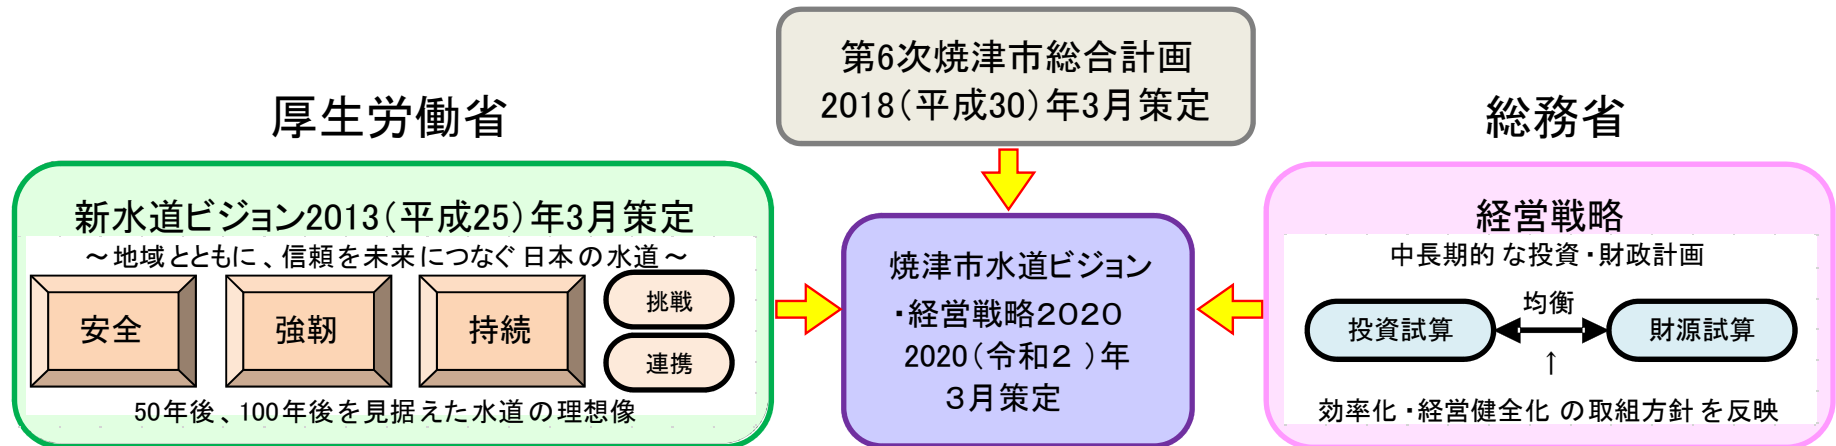 第6次焼津市総合計画
2018(平成30)年3月策定
厚生労働省
新水道ビジョン2013(平成25)年3月策定
～地域とともに、信頼を未来につなぐ日本の水道～
安全
強靭
持続
挑戦
連携
50年後、100年後を見据えた水道の理想像
焼津市水道ビジョン
・経営戦略2020
2020(令和2)年
3月策定
総務省
経営戦略
中長期的な投資・財政計画
均衡
投資試算
財源試算
↑
効率化・経営健全化の取組方針を反映